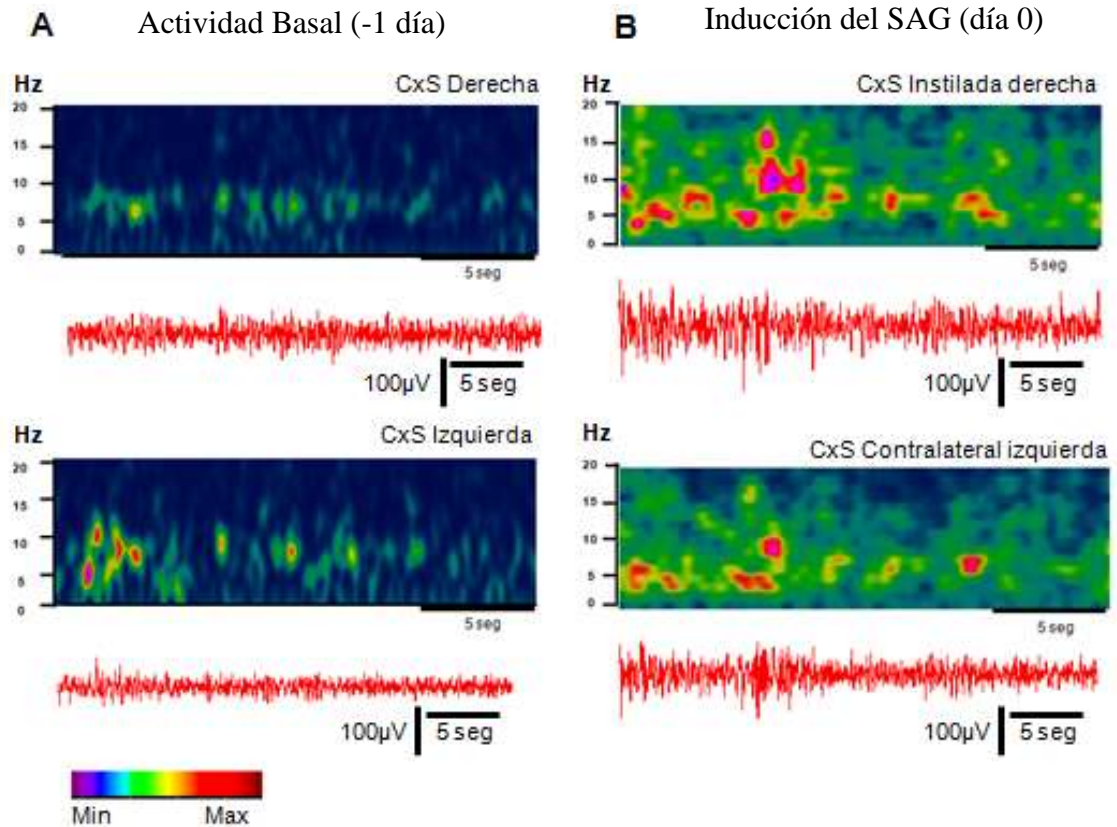 A
Actividad Basal (-1 día)
Hz
CxS Derecha
20
15
10
5
0
5 seg
100µV
5 seg
Hz
CxS Izquierda
20
15
10
5
0
5 seg
100µV
5 seg
Min
Max
B
Inducción del SAG (día 0)
Hz
CxS Instilada derecha
20
15
10
5
0
5 seg
100µV
5 seg
Hz
CxS Contralateral izquierda
20
15
10
5
0
5 seg
100µV
5 seg